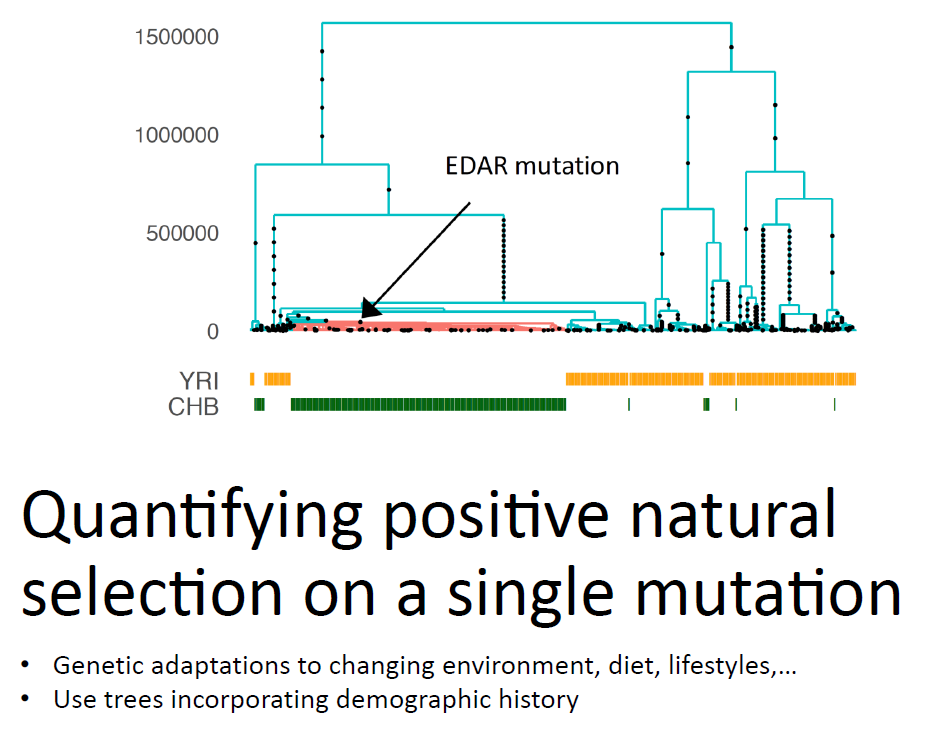 1500000
1000000
EDAR mutation
500000
0
YRI
CHB
Quantifying positive natural
selection on a single mutation
• Genetic adaptations to changing environment, diet, lifestyles,...
• Use trees incorporating demographic history